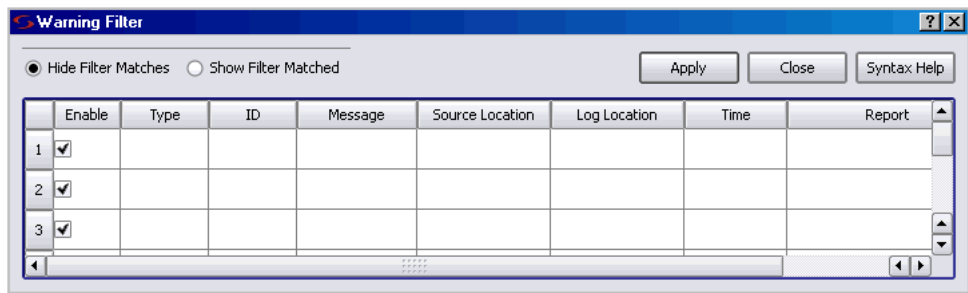 Warning Filter
Hide Filter Matches Show Filter Matched Apply Close Syntax Help
Enable Type ID Message Source Location Log Location Time Report
1
2
3